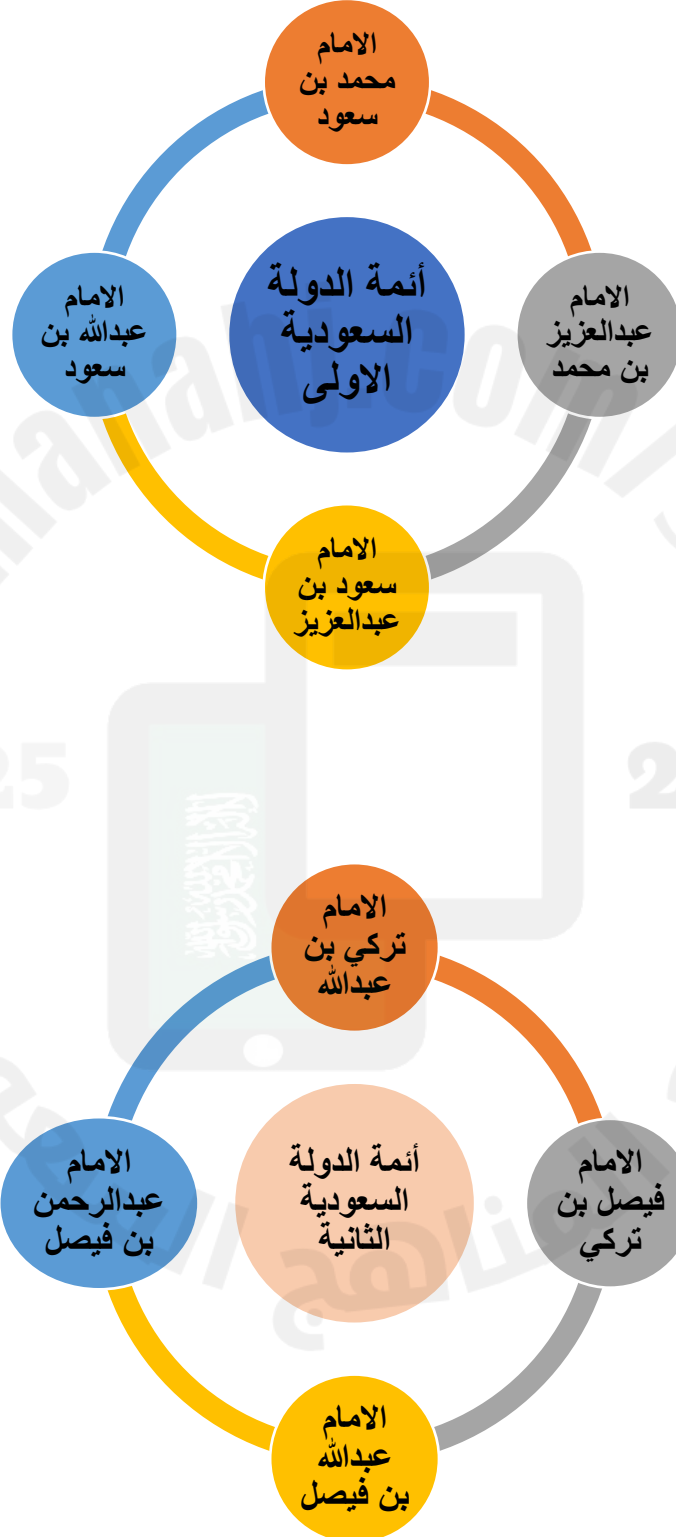 الامام
محمد بن
سعود
أئمة الدولة
السعودية
الاولى
الامام
عبدالعزيز
بن محمد
الامام
سعود بن
عبدالعزيز
الامام
عبدالله بن
سعود
25
الامام
تركي بن
عبدالله
أئمة الدولة
السعودية
الثانية
الامام
فيصل بن
تركي
الامام
عبدالله
بن فيصل
الامام
عبدالرحمن
بن فيصل
المناهج